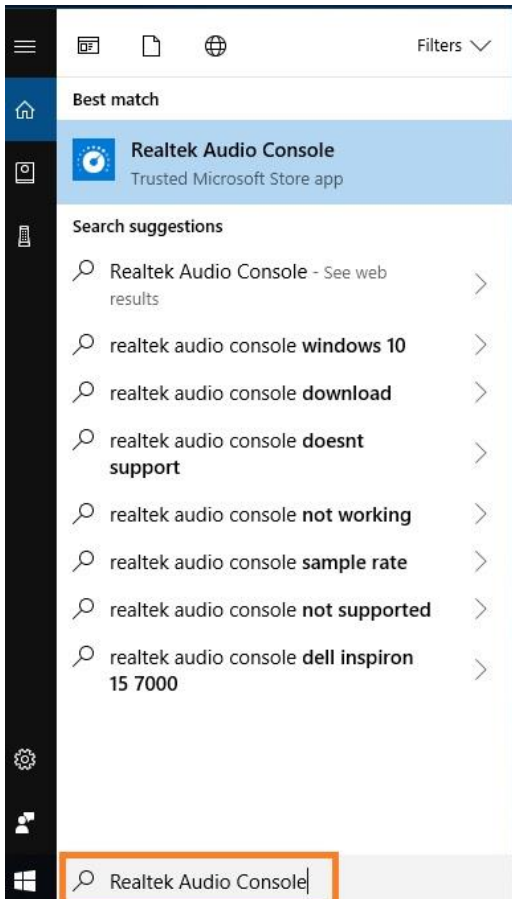 Filters
Best match
Realtek Audio Console
Trusted Microsoft Store app
Search suggestions
Realtek Audio Console - See web
results
realtek audio console windows 10
realtek audio console download
realtek audio console doesnt
support
realtek audio console not working
realtek audio console sample rate
realtek audio console not supported
realtek audio console dell inspiron
15 7000
Realtek Audio Console